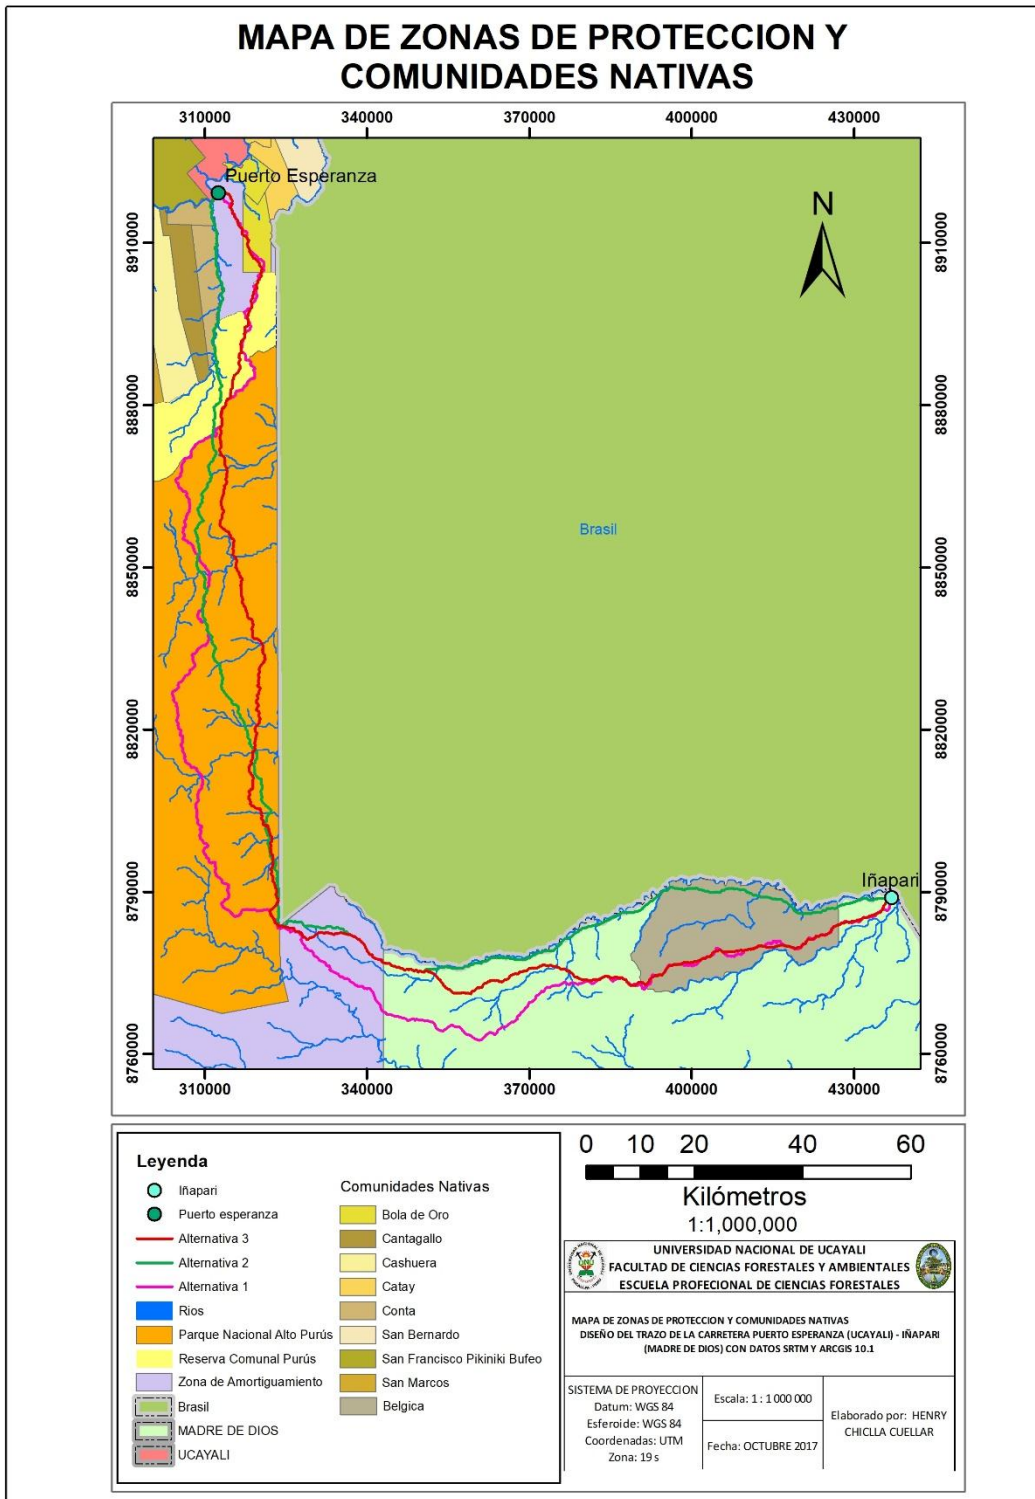 MAPA DE ZONAS DE PROTECCION Y
COMUNIDADES NATIVAS
310000 340000 370000 400000 430000
8910000
8880000
8850000
8820000
8790000
8760000
Puerto Esperanza
N
Brasil
Iñapari
8910000
8880000
8850000
8820000
8790000
8760000
310000 340000 370000 400000 430000
Leyenda
Iñapari
Puerto esperanza
Alternativa 3
Alternativa 2
Alternativa 1
Rios
Parque Nacional Alto Purús
Reserva Comunal Purús
Zona de Amortiguamiento
Brasil
MADRE DE DIOS
UCAYALI
Comunidades Nativas
Bola de Oro
Cantagallo
Cashuera
Catay
Conta
San Bernardo
San Francisco Pikiniki Bufeo
San Marcos
Belgica
0 10 20 40 60
Kilómetros
1:1,000,000
UNIVERSIDAD NACIONAL DE UCAYALI
FACULTAD DE CIENCIAS FORESTALES Y AMBIENTALES
ESCUELA PROFECIONAL DE CIENCIAS FORESTALES
MAPA DE ZONAS DE PROTECCION Y COMUNIDADES NATIVAS
DISEÑO DEL TRAZO DE LA CARRETERA PUERTO ESPERANZA (UCAYALI) - IÑAPARI
(MADRE DE DIOS) CON DATOS SRTM Y ARCGIS 10.1
SISTEMA DE PROYECCION
Datum: WGS 84
Esferoide: WGS 84
Coordenadas: UTM
Zona: 19 s
Escala: 1 : 1 000 000
Fecha: OCTUBRE 2017
Elaborado por: HENRY
CHICLLA CUELLAR